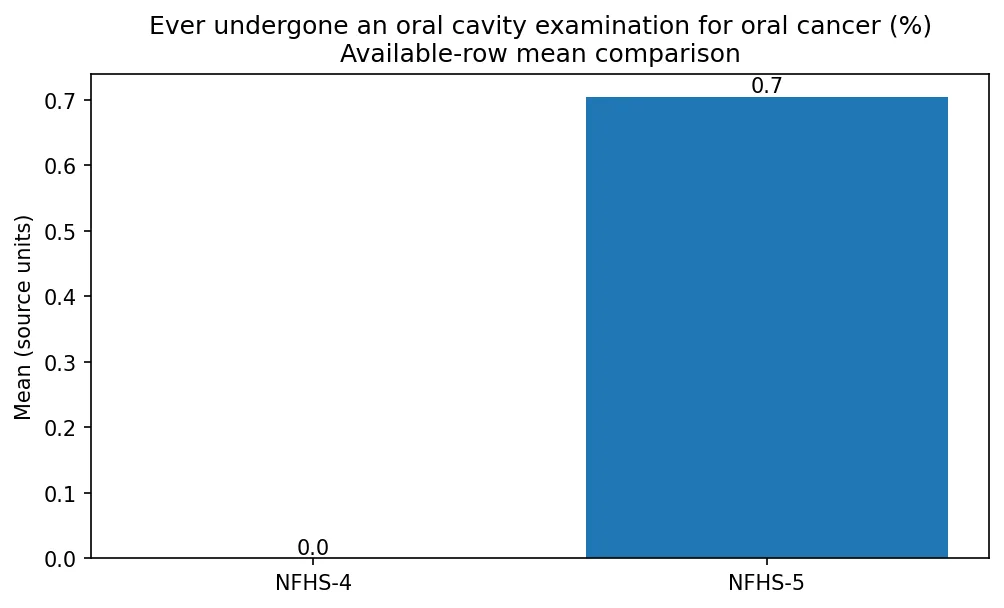 Ever undergone an oral cavity examination for oral cancer (%)
Available-row mean comparison
Mean (source units)
0.7
0.6
0.5
0.4
0.3
0.2
0.1
0.0
0.0
0.7
NFHS-4
NFHS-5